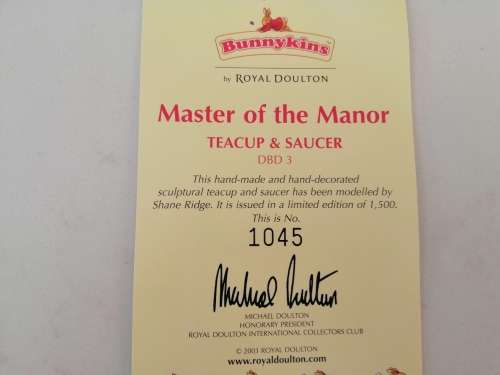 Bunnykins
by ROYAL DOULTON
Master of the Manor
TEACUP & SAUCER
DBD 3
This hand-made and hand-decorated
sculptural teacup and saucer has been modelled by
Shane Ridge. It is issued in a limited edition of 1,500.
This is No.
1045
Michael Doulton
MICHAEL DOULTON
HONORARY PRESIDENT
ROYAL DOULTON INTERNATIONAL COLLECTORS CLUB
© 2003 ROYAL DOULTON
www.royaldoulton.com